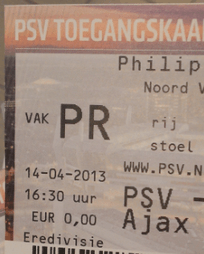 PSV TOEGANGSKAA
Philip
Noord V
VAK PR
rij
stoel
14-04-2013
WWW.PSV.N
16:30 uur
PSV -
EUR 0,00
Ajax
Eredivisie